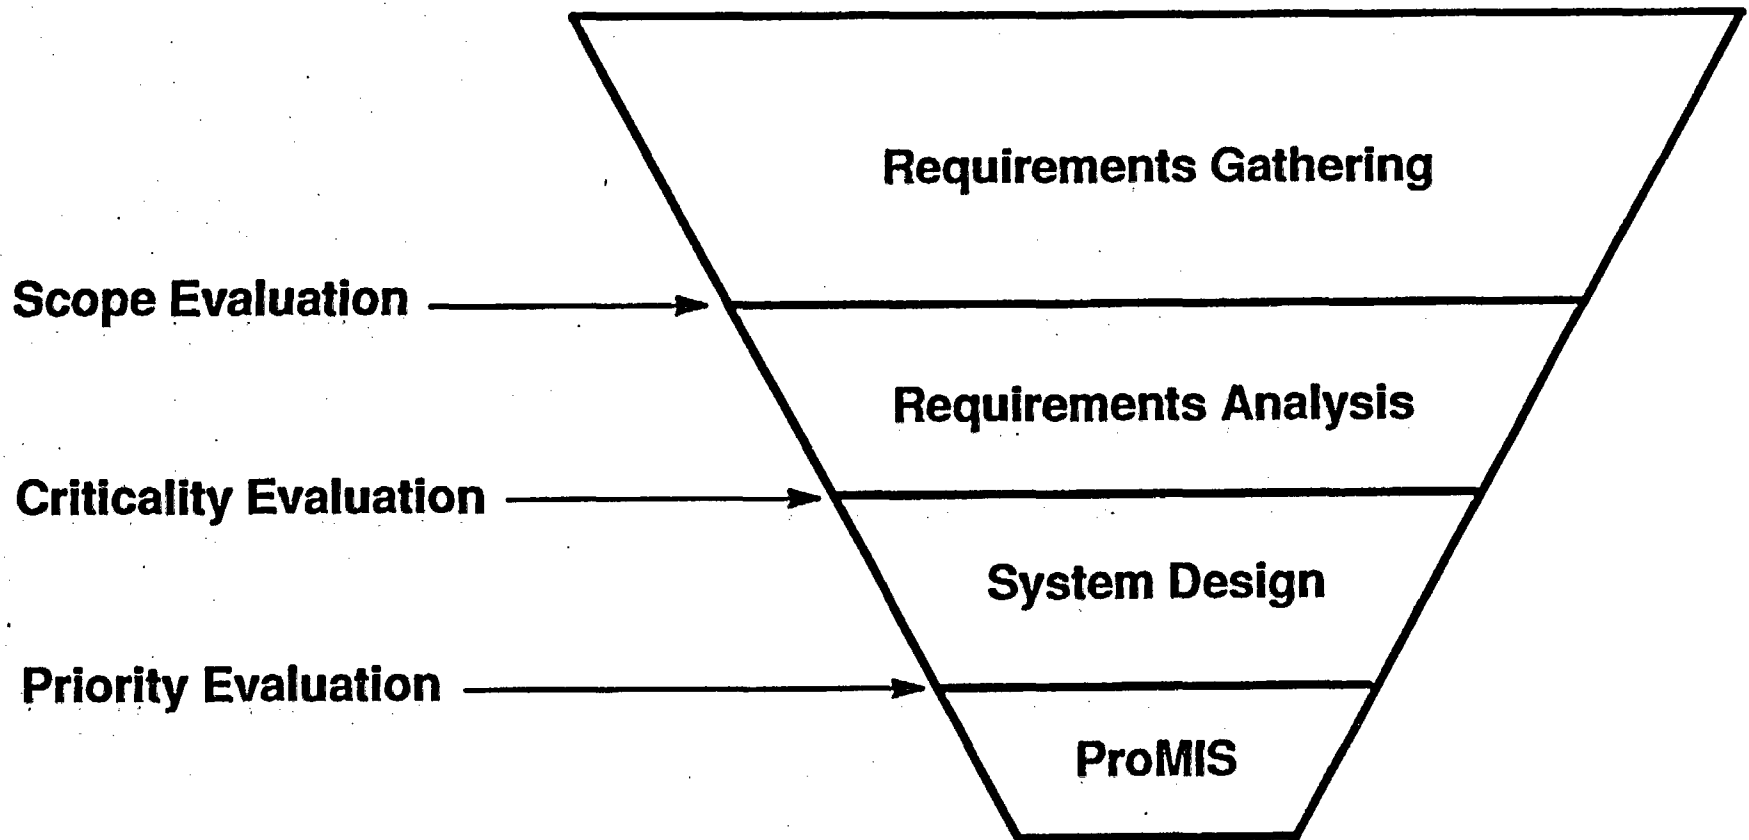 Requirements Gathering
Scope Evaluation
Requirements Analysis
Criticality Evaluation
System Design
Priority Evaluation
ProMIS